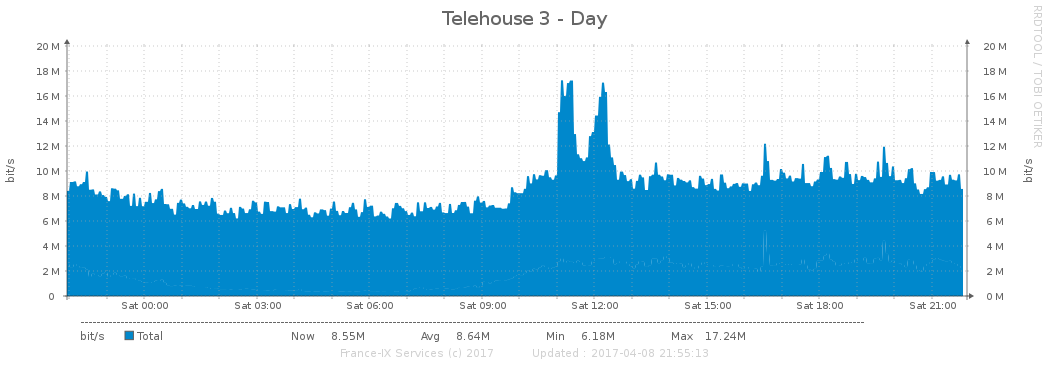 Telehouse 3 - Day
RRDTOOL / TOBI OETIKER
20 M 20 M
18 M 18 M
16 M 16 M
14 M 14 M
12 M 12 M
10 M 10 M
8 M 8 M
6 M 6 M
4 M 4 M
2 M 2 M
0 0 M
bit/s bit/s
Sat 00:00 Sat 03:00 Sat 06:00 Sat 09:00 Sat 12:00 Sat 15:00 Sat 18:00 Sat 21:00
bit/s Total Now 8.55M Avg 8.64M Min 6.18M Max 17.24M
France-IX Services (c) 2017 Updated : 2017-04-08 21:55:13